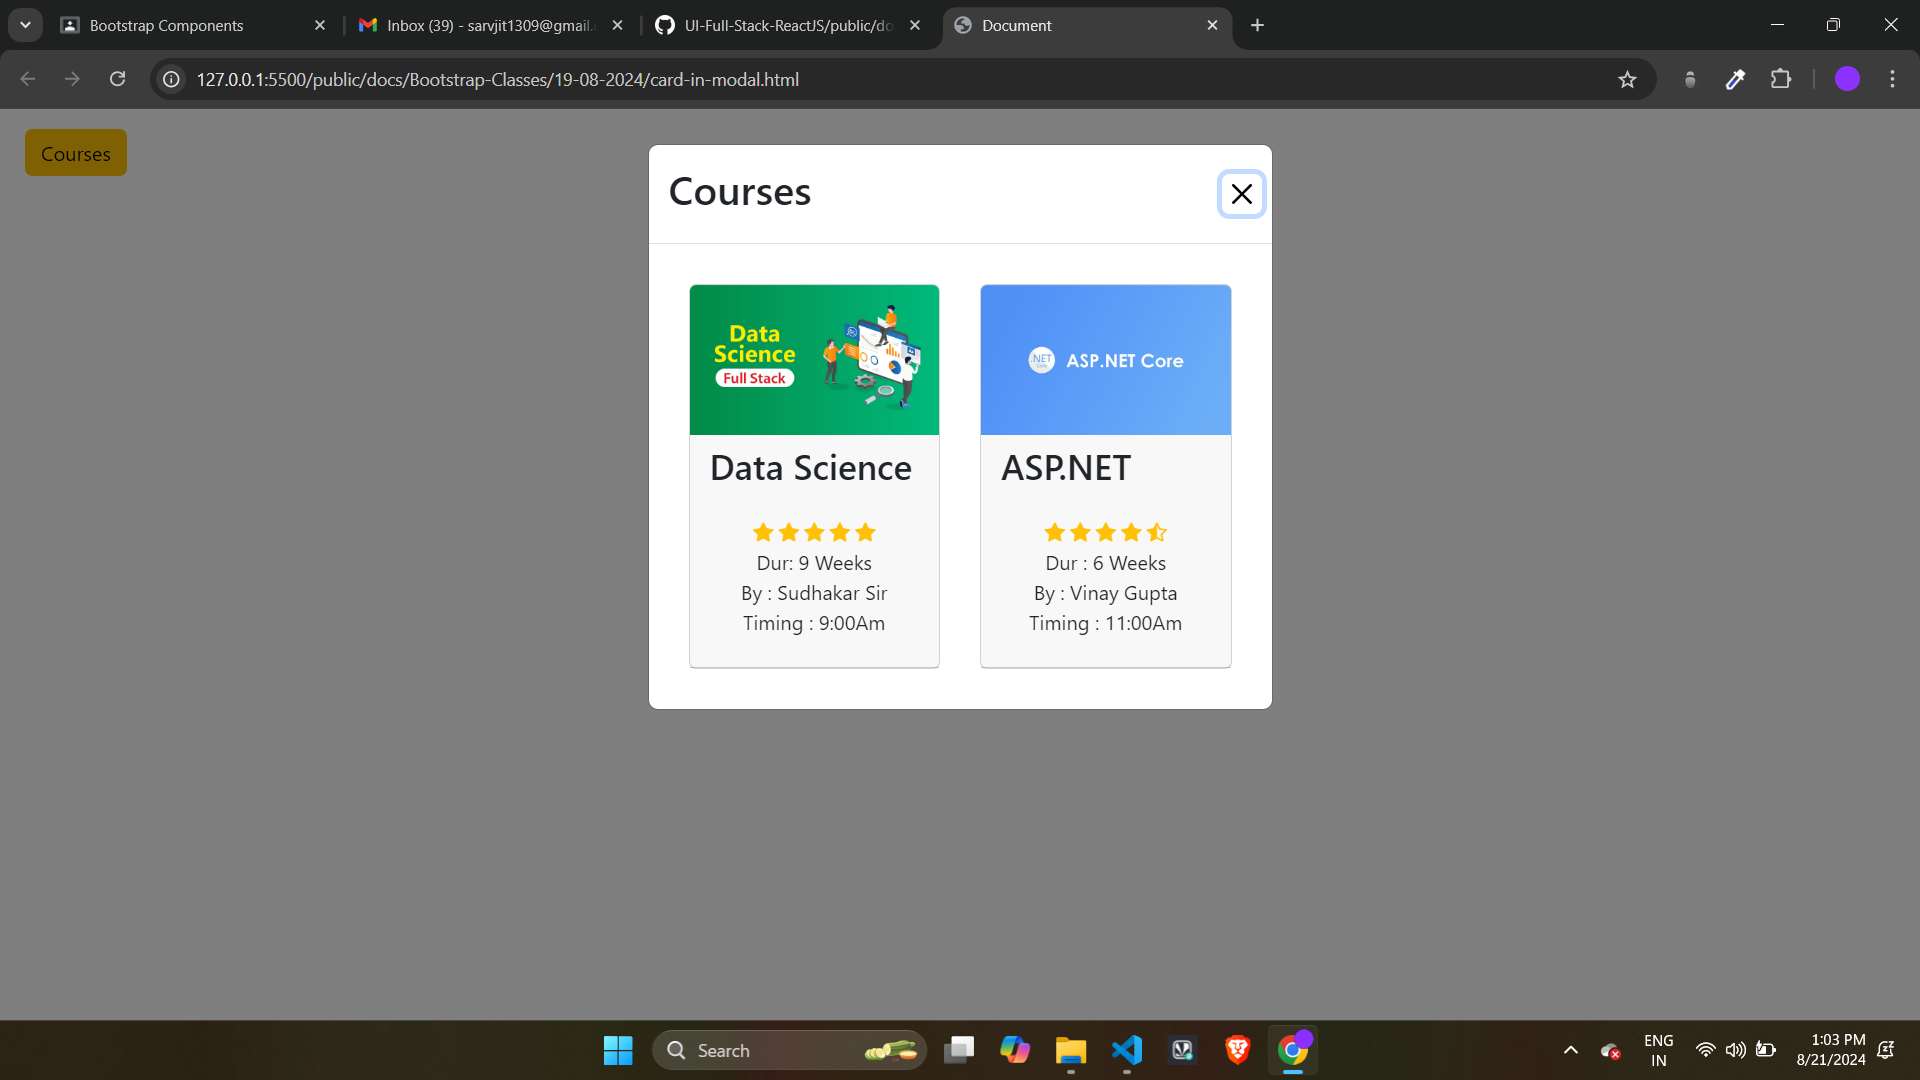 Bootstrap Components
Inbox (39) - sarvjit1309@gmail.
UI-Full-Stack-ReactJS/public/do
Document
127.0.0.1:5500/public/docs/Bootstrap-Classes/19-08-2024/card-in-modal.html
Courses
Courses
Data
Science
Full Stack
.NET
Core
ASP.NET Core
Data Science
ASP.NET
Dur: 9 Weeks
By : Sudhakar Sir
Timing : 9:00Am
Dur : 6 Weeks
By : Vinay Gupta
Timing : 11:00Am
Search
ENG
IN
1:03 PM
8/21/2024